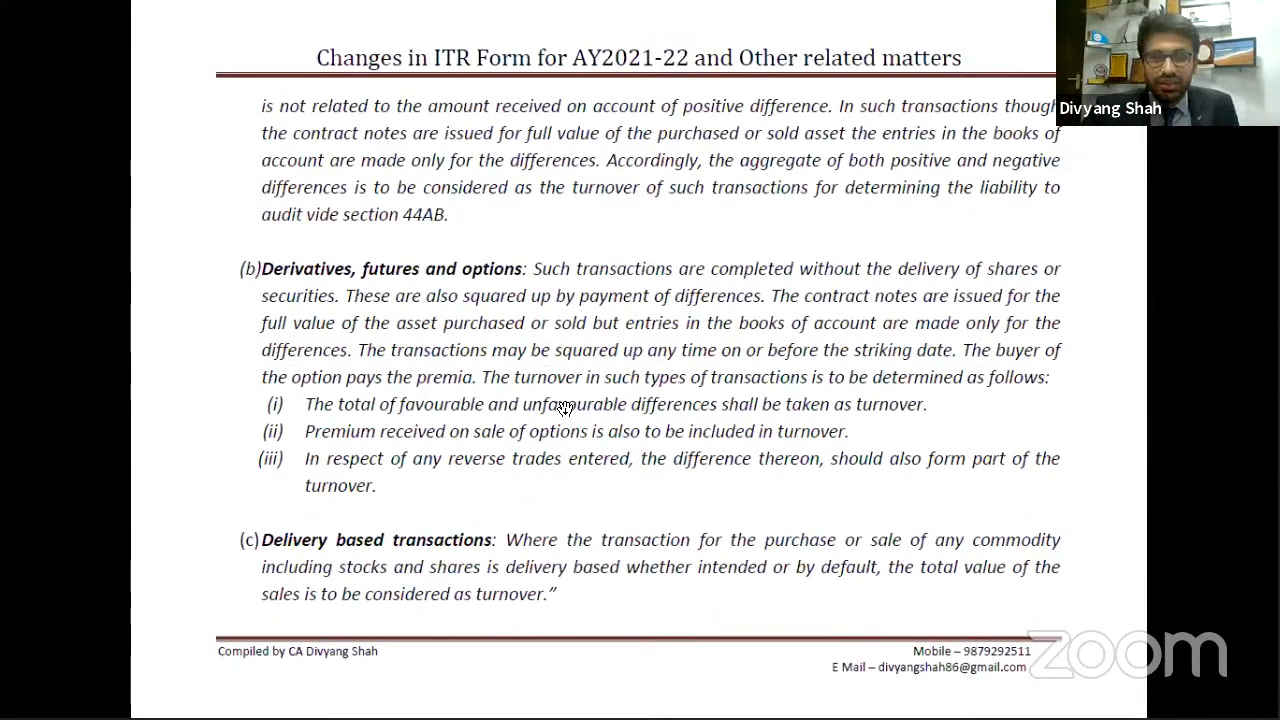 Changes in ITR Form for AY2021-22 and Other related matters
Divyang Shah
is not related to the amount received on account of positive difference. In such transactions though
the contract notes are issued for full value of the purchased or sold asset the entries in the books of
account are made only for the differences. Accordingly, the aggregate of both positive and negative
differences is to be considered as the turnover of such transactions for determining the liability to
audit vide section 44AB.
(b)Derivatives, futures and options: Such transactions are completed without the delivery of shares or
securities. These are also squared up by payment of differences. The contract notes are issued for the
full value of the asset purchased or sold but entries in the books of account are made only for the
differences. The transactions may be squared up any time on or before the striking date. The buyer of
the option pays the premia. The turnover in such types of transactions is to be determined as follows:
(i) The total of favourable and unfavourable differences shall be taken as turnover.
(ii) Premium received on sale of options is also to be included in turnover.
(iii) In respect of any reverse trades entered, the difference thereon, should also form part of the
turnover.
(c) Delivery based transactions: Where the transaction for the purchase or sale of any commodity
including stocks and shares is delivery based whether intended or by default, the total value of the
sales is to be considered as turnover.”
Compiled by CA Divyang Shah
Mobile – 9879292511
E Mail – divyangshah86@gmail.com
zoom